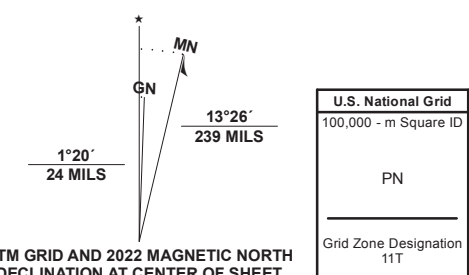 ★
MN
GN
13°26´
239 MILS
1°20´
24 MILS
TM GRID AND 2022 MAGNETIC NORTH
DECLINATION AT CENTER OF SHEET
U.S. National Grid
100,000 - m Square ID
PN
Grid Zone Designation
11T